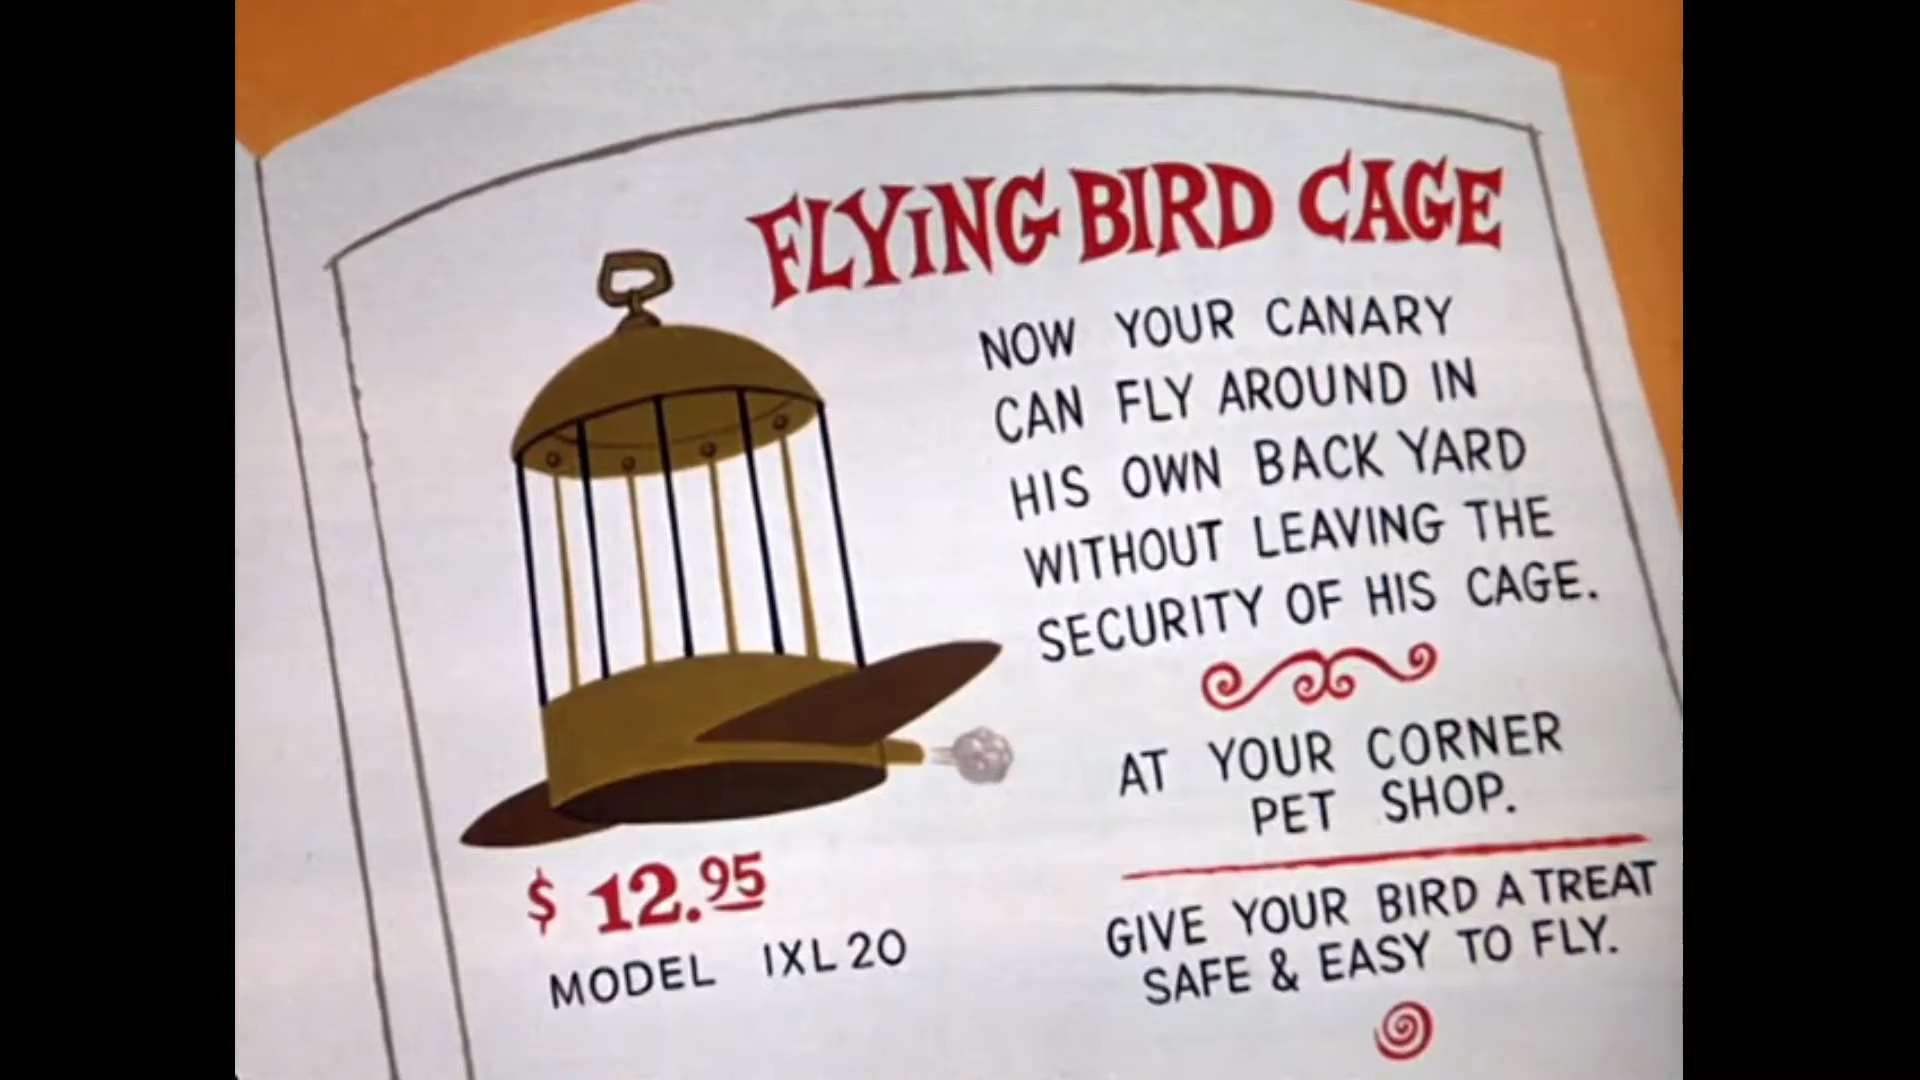 FLYING BIRD CAGE
NOW YOUR CANARY
CAN FLY AROUND IN
HIS OWN BACK YARD
WITHOUT LEAVING THE
SECURITY OF HIS CAGE.
AT YOUR CORNER
PET SHOP.
GIVE YOUR BIRD A TREAT
SAFE & EASY TO FLY.
$ 12.95
MODEL IXL 20